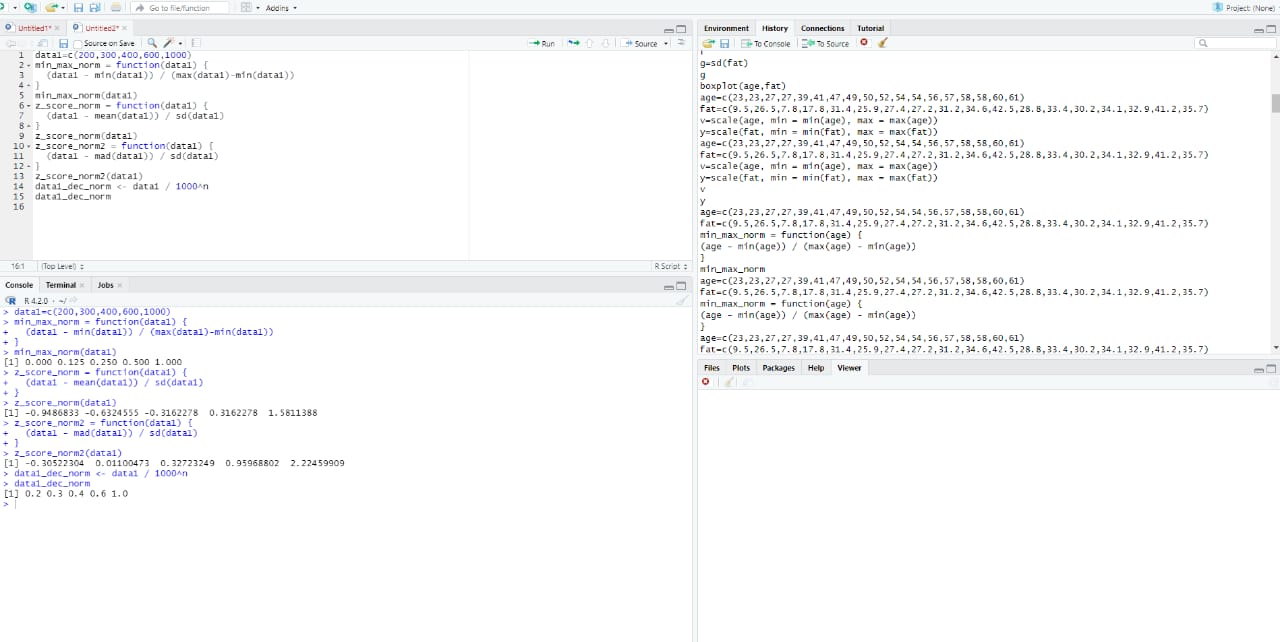 Go to file/function
Addins
Project: (None)
Untitled1*
Untitled2*
Source on Save
Run
Source
1 data1=c(200,300,400,600,1000)
2 min_max_norm = function(data1) {
3 (data1 - min(data1)) / (max(data1)-min(data1))
4 }
5 min_max_norm(data1)
6 z_score_norm = function(data1) {
7 (data1 - mean(data1)) / sd(data1)
8 }
9 z_score_norm(data1)
10 z_score_norm2 = function(data1) {
11 (data1 - mad(data1)) / sd(data1)
12 }
13 z_score_norm2(data1)
14 data1_dec_norm <- data1 / 1000^n
15 data1_dec_norm
16
16:1 (Top Level) R Script
Console Terminal Jobs
R 4.2.0 · ~/
> data1=c(200,300,400,600,1000)
> min_max_norm = function(data1) {
+ (data1 - min(data1)) / (max(data1)-min(data1))
+ }
> min_max_norm(data1)
[1] 0.000 0.125 0.250 0.500 1.000
> z_score_norm = function(data1) {
+ (data1 - mean(data1)) / sd(data1)
+ }
> z_score_norm(data1)
[1] -0.9486833 -0.6324555 -0.3162278 0.3162278 1.5811388
> z_score_norm2 = function(data1) {
+ (data1 - mad(data1)) / sd(data1)
+ }
> z_score_norm2(data1)
[1] -0.30522304 0.01100473 0.32723249 0.95968802 2.22459909
> data1_dec_norm <- data1 / 1000^n
> data1_dec_norm
[1] 0.2 0.3 0.4 0.6 1.0
>
Environment History Connections Tutorial
To Console To Source
g=sd(fat)
g
boxplot(age,fat)
age=c(23,23,27,27,39,41,47,49,50,52,54,54,56,57,58,58,60,61)
fat=c(9.5,26.5,7.8,17.8,31.4,25.9,27.4,27.2,31.2,34.6,42.5,28.8,33.4,30.2,34.1,32.9,41.2,35.7)
v=scale(age, min = min(age), max = max(age))
y=scale(fat, min = min(fat), max = max(fat))
age=c(23,23,27,27,39,41,47,49,50,52,54,54,56,57,58,58,60,61)
fat=c(9.5,26.5,7.8,17.8,31.4,25.9,27.4,27.2,31.2,34.6,42.5,28.8,33.4,30.2,34.1,32.9,41.2,35.7)
v=scale(age, min = min(age), max = max(age))
y=scale(fat, min = min(fat), max = max(fat))
v
y
age=c(23,23,27,27,39,41,47,49,50,52,54,54,56,57,58,58,60,61)
fat=c(9.5,26.5,7.8,17.8,31.4,25.9,27.4,27.2,31.2,34.6,42.5,28.8,33.4,30.2,34.1,32.9,41.2,35.7)
min_max_norm = function(age) {
(age - min(age)) / (max(age) - min(age))
}
min_max_norm
age=c(23,23,27,27,39,41,47,49,50,52,54,54,56,57,58,58,60,61)
fat=c(9.5,26.5,7.8,17.8,31.4,25.9,27.4,27.2,31.2,34.6,42.5,28.8,33.4,30.2,34.1,32.9,41.2,35.7)
min_max_norm = function(age) {
(age - min(age)) / (max(age) - min(age))
}
age=c(23,23,27,27,39,41,47,49,50,52,54,54,56,57,58,58,60,61)
fat=c(9.5,26.5,7.8,17.8,31.4,25.9,27.4,27.2,31.2,34.6,42.5,28.8,33.4,30.2,34.1,32.9,41.2,35.7)
Files Plots Packages Help Viewer